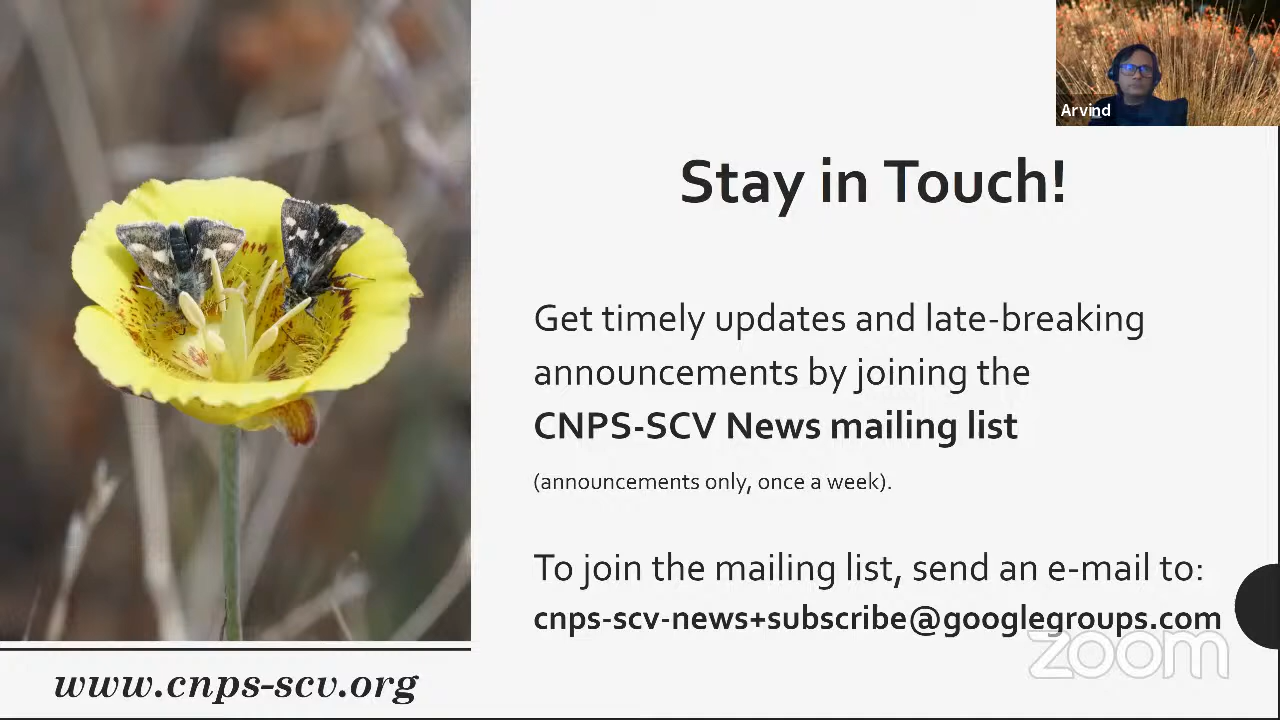 Arvind
Stay in Touch!
Get timely updates and late-breaking
announcements by joining the
CNPS-SCV News mailing list
(announcements only, once a week).
To join the mailing list, send an e-mail to:
cnps-scv-news+subscribe@googlegroups.com
zoom
www.cnps-scv.org